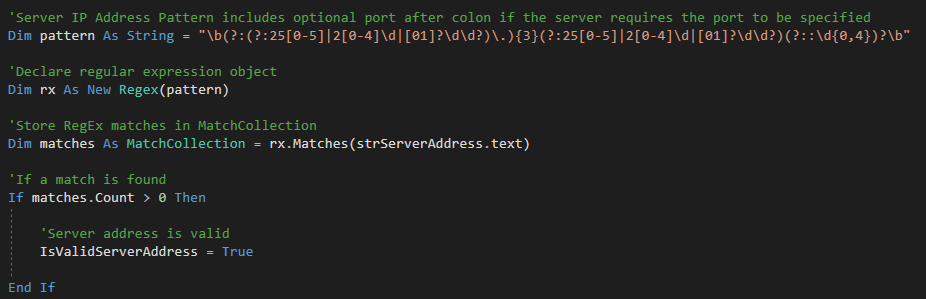 'Server IP Address Pattern includes optional port after colon if the server requires the port to be specified
Dim pattern As String = "\b(?:(?:25[0-5]|2[0-4]\d|[01]?\d\d?)\.){3}(?:25[0-5]|2[0-4]\d|[01]?\d\d?)(?::\d{0,4})?\b"
'Declare regular expression object
Dim rx As New Regex(pattern)
'Store RegEx matches in MatchCollection
Dim matches As MatchCollection = rx.Matches(strServerAddress.text)
'If a match is found
If matches.Count > 0 Then
'Server address is valid
IsValidServerAddress = True
End If